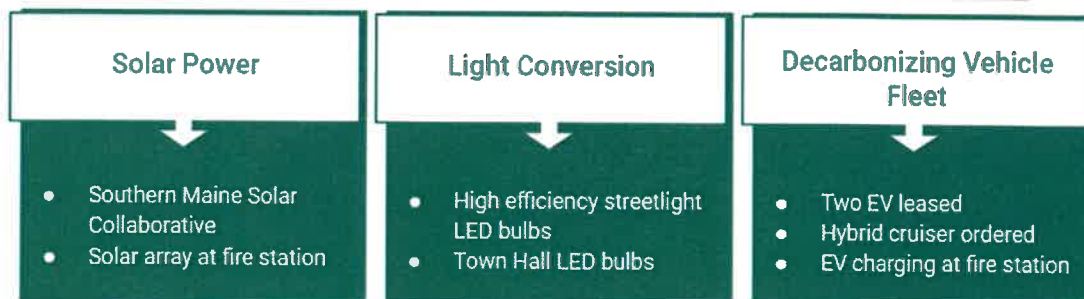 Solar Power
Southern Maine Solar
Collaborative
Solar array at fire station
Light Conversion
High efficiency streetlight
LED bulbs
Town Hall LED bulbs
Decarbonizing Vehicle
Fleet
Two EV leased
Hybrid cruiser ordered
EV charging at fire station